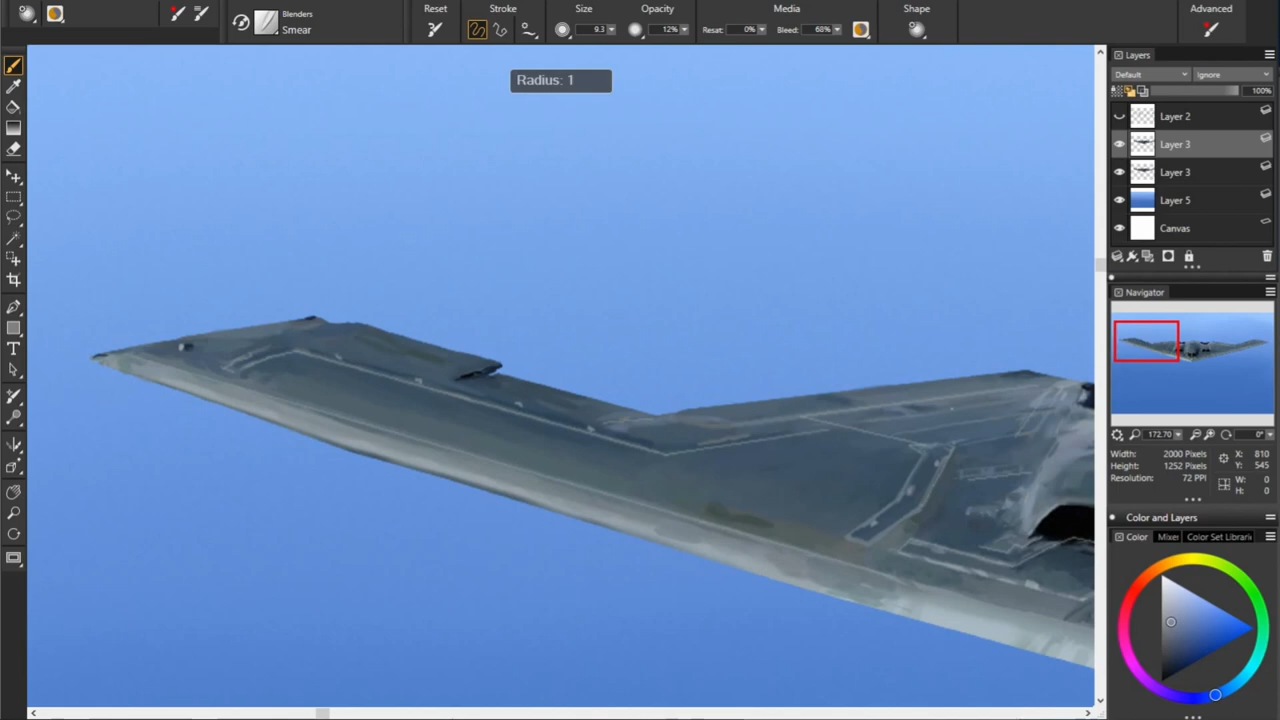 Blenders
Smear
Reset
Stroke
Size
9.3
Opacity
12%
Media
Resat: 0%
Bleed: 68%
Shape
Advanced
Radius: 1
Layers
Default
Ignore
100%
Layer 2
Layer 3
Layer 3
Layer 5
Canvas
Navigator
172.70
0°
Width: 2000 Pixels
Height: 1252 Pixels
Resolution: 72 PPI
X: 810
Y: 545
W: 0
H: 0
Color and Layers
Color
Mixer
Color Set Librari